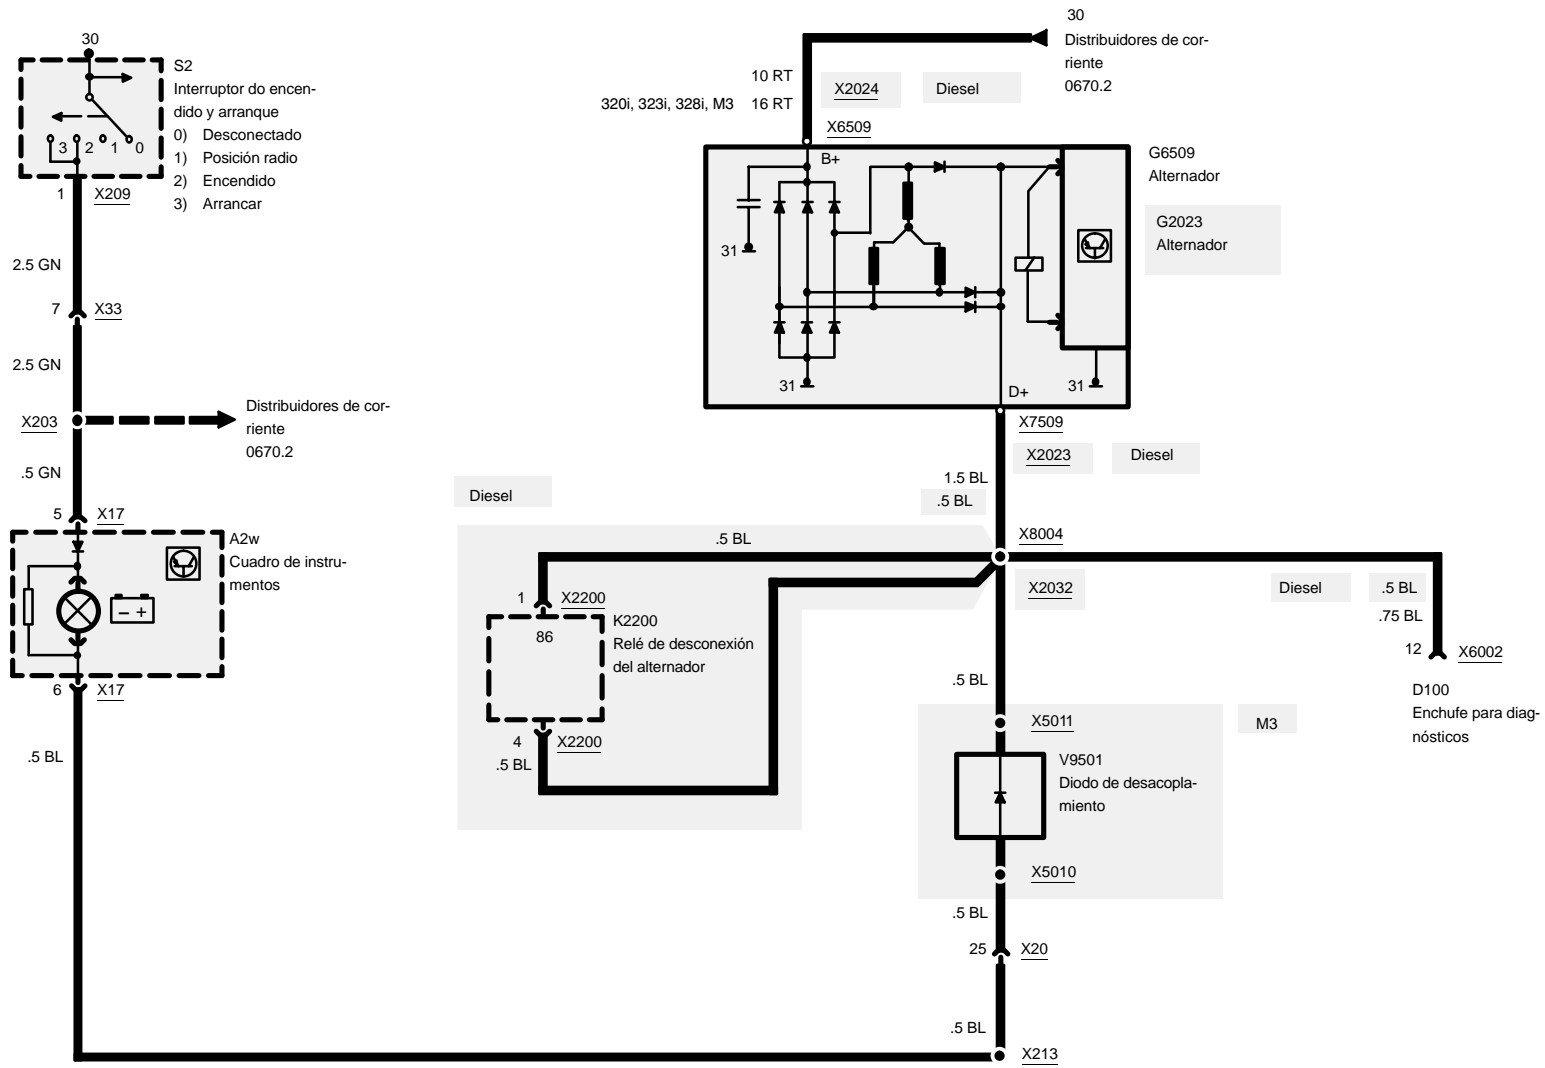 30
S2
Interruptor do encen-
dido y arranque
0) Desconectado
1) Posición radio
2) Encendido
3) Arrancar
3 2 1 0
1 X209
2.5 GN
7 X33
2.5 GN
X203
Distribuidores de cor-
riente
0670.2
.5 GN
5 X17
A2w
Cuadro de instru-
mentos
– +
6 X17
.5 BL
30
Distribuidores de cor-
riente
0670.2
10 RT
320i, 323i, 328i, M3 16 RT
X2024 Diesel
X6509
B+
G6509
Alternador
G2023
Alternador
31
31
31
D+
X7509
X2023 Diesel
1.5 BL
.5 BL
Diesel
.5 BL
X8004
X2032
1 X2200
86
K2200
Relé de desconexión
del alternador
4 X2200
.5 BL
Diesel .5 BL
.75 BL
12 X6002
D100
Enchufe para diag-
nósticos
.5 BL
X5011
M3
V9501
Diodo de desacopla-
miento
X5010
.5 BL
25 X20
.5 BL
X213